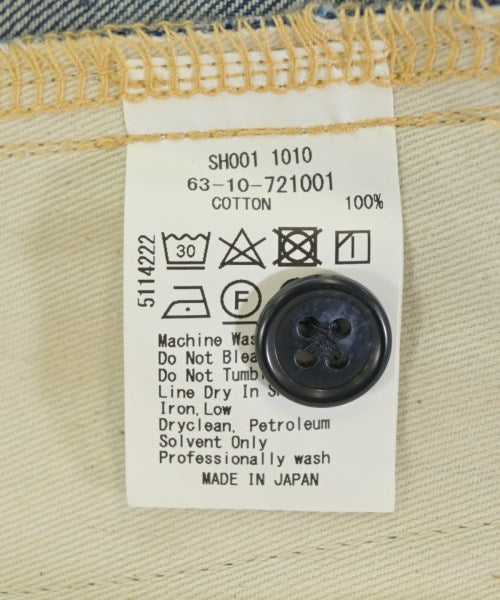 SH001 1010
63-10-721001
COTTON 100%
5114222
30
F
Machine
Do Not
Do Not
Line Dry In
Iron, Low
Dryclean, Petroleum
Solvent Only
Professionally wash
MADE IN JAPAN